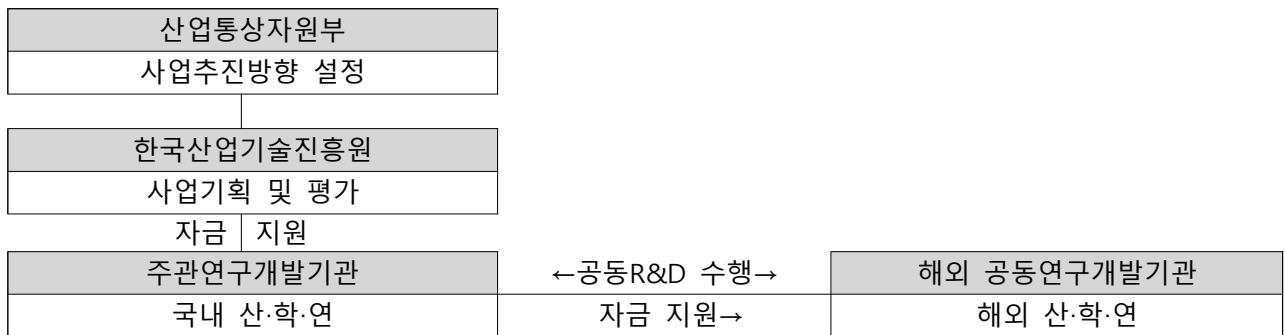 산업통상자원부
사업추진방향 설정
한국산업기술진흥원
사업기획 및 평가
자금 지원
주관연구개발기관 ←공동R&D 수행→ 해외 공동연구개발기관
국내 산·학·연 자금 지원→ 해외 산·학·연